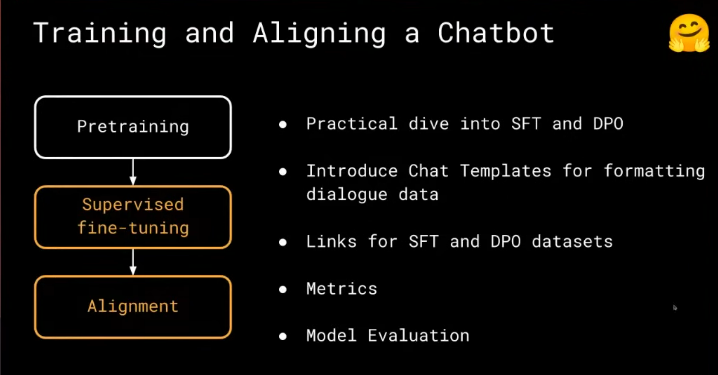 Training and Aligning a Chatbot
Pretraining
Supervised
fine-tuning
Alignment
● Practical dive into SFT and DPO
● Introduce Chat Templates for formatting
dialogue data
● Links for SFT and DPO datasets
● Metrics
● Model Evaluation